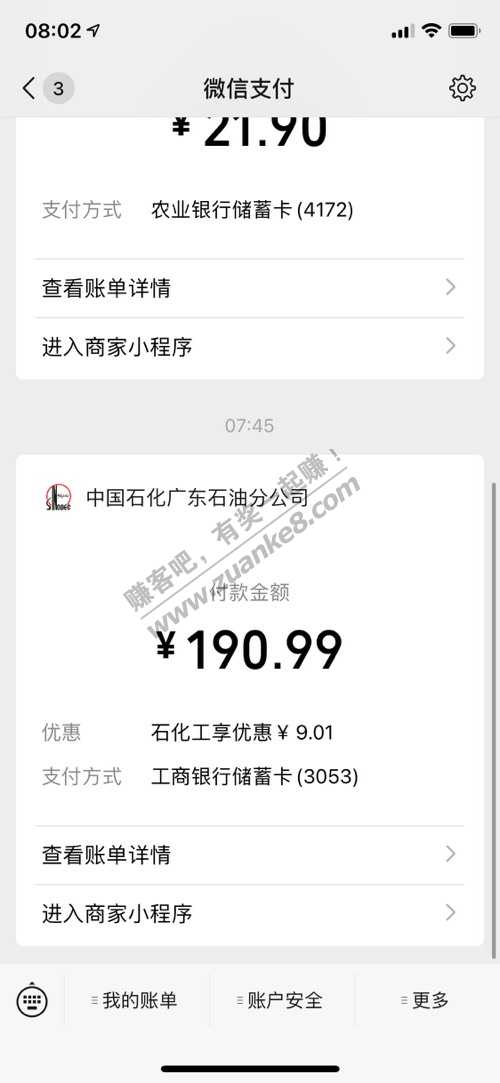 08:02
3
微信支付
¥ 21.90
支付方式 农业银行储蓄卡(4172)
查看账单详情
进入商家小程序
07:45
中国石化广东石油分公司
赚客吧，有奖一起赚！
www.zuanke8.com
付款金额
¥ 190.99
优惠 石化工享优惠¥ 9.01
支付方式 工商银行储蓄卡(3053)
查看账单详情
进入商家小程序
我的账单 账户安全 更多